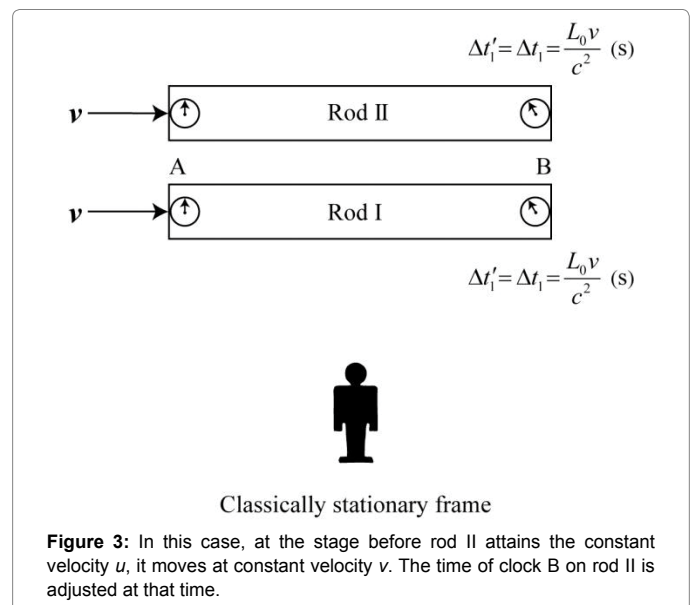 Δt′₁ = Δt₁ = L₀v/c² (s)
v Rod II
A B
v Rod I
Δt′₁ = Δt₁ = L₀v/c² (s)
Classically stationary frame
Figure 3: In this case, at the stage before rod II attains the constant
velocity u, it moves at constant velocity v. The time of clock B on rod II is
adjusted at that time.